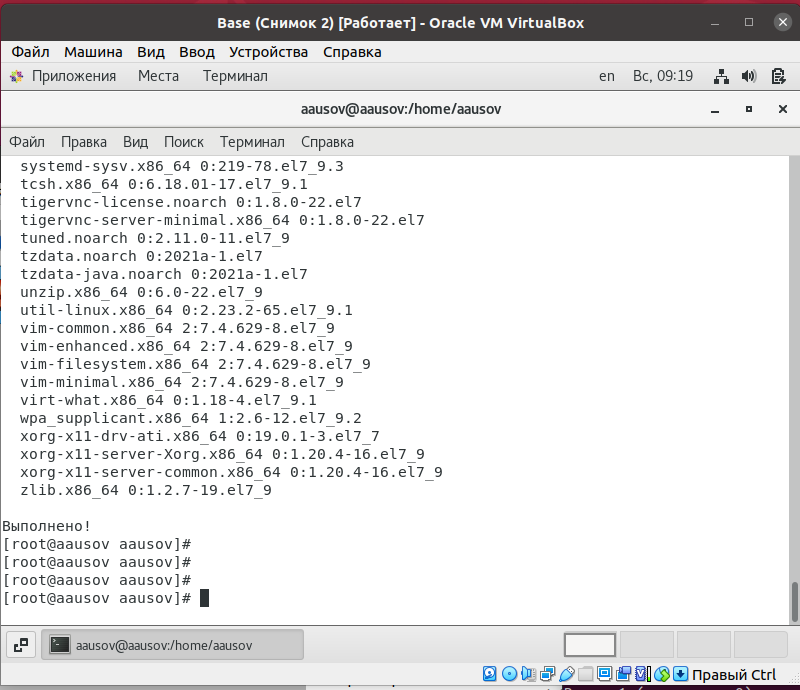 Base (Снимок 2) [Работает] - Oracle VM VirtualBox
Файл Машина Вид Ввод Устройства Справка
Приложения Места Терминал en Вс, 09:19
aausov@aausov:/home/aausov
Файл Правка Вид Поиск Терминал Справка
systemd-sysv.x86_64 0:219-78.el7_9.3
tcsh.x86_64 0:6.18.01-17.el7_9.1
tigervnc-license.noarch 0:1.8.0-22.el7
tigervnc-server-minimal.x86_64 0:1.8.0-22.el7
tuned.noarch 0:2.11.0-11.el7_9
tzdata.noarch 0:2021a-1.el7
tzdata-java.noarch 0:2021a-1.el7
unzip.x86_64 0:6.0-22.el7_9
util-linux.x86_64 0:2.23.2-65.el7_9.1
vim-common.x86_64 2:7.4.629-8.el7_9
vim-enhanced.x86_64 2:7.4.629-8.el7_9
vim-filesystem.x86_64 2:7.4.629-8.el7_9
vim-minimal.x86_64 2:7.4.629-8.el7_9
virt-what.x86_64 0:1.18-4.el7_9.1
wpa_supplicant.x86_64 1:2.6-12.el7_9.2
xorg-x11-drv-ati.x86_64 0:19.0.1-3.el7_7
xorg-x11-server-Xorg.x86_64 0:1.20.4-16.el7_9
xorg-x11-server-common.x86_64 0:1.20.4-16.el7_9
zlib.x86_64 0:1.2.7-19.el7_9
Выполнено!
[root@aausov aausov]#
[root@aausov aausov]#
[root@aausov aausov]#
[root@aausov aausov]#
aausov@aausov:/home/aausov
Правый Ctrl